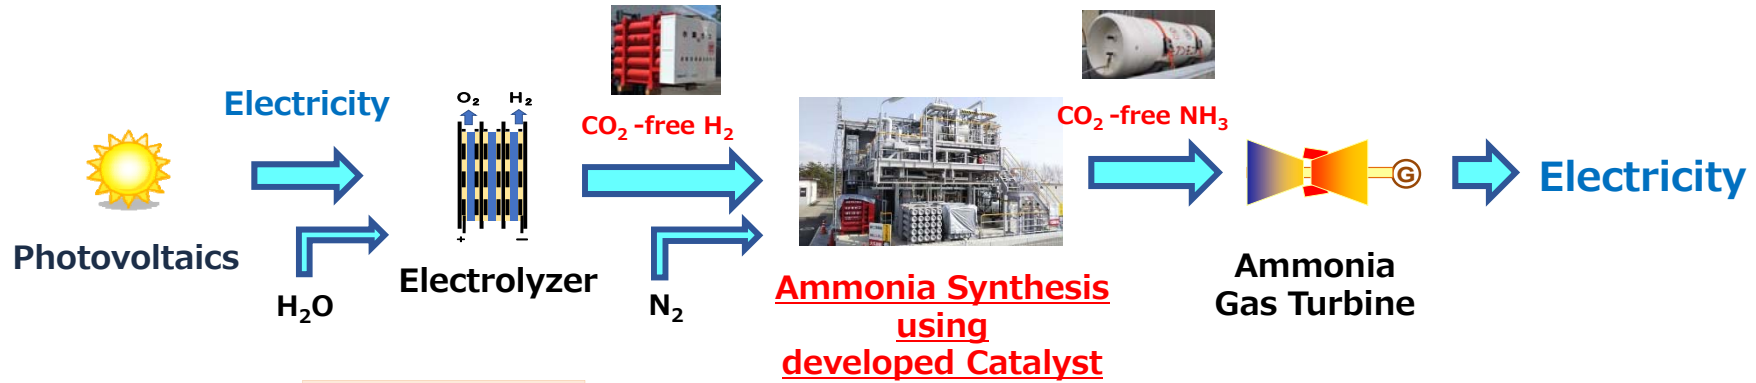 Electricity
Photovoltaics
H₂O
O₂ H₂
+ −
Electrolyzer
CO₂-free H₂
N₂
Ammonia Synthesis
using
developed Catalyst
CO₂-free NH₃
G
Ammonia
Gas Turbine
Electricity